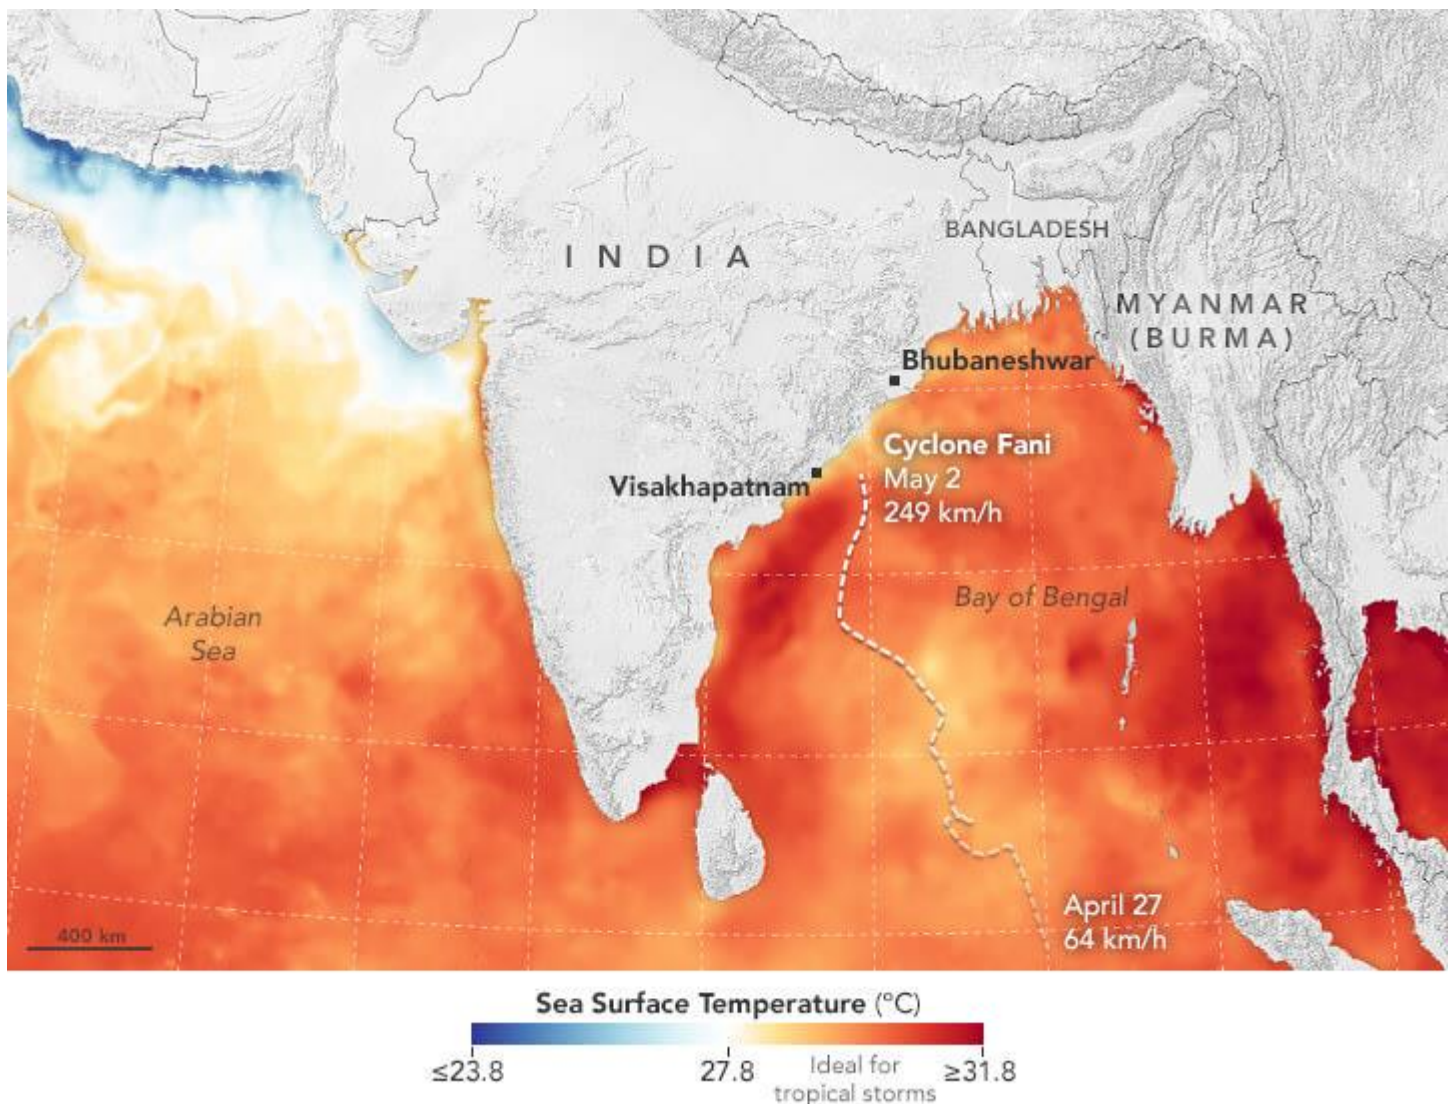 BANGLADESH
I N D I A
MYANMAR
(BURMA)
Bhubaneshwar
Cyclone Fani
May 2
249 km/h
Visakhapatnam
Bay of Bengal
Arabian
Sea
April 27
64 km/h
400 km
Sea Surface Temperature (°C)
≤23.8
27.8
Ideal for
tropical storms
≥31.8